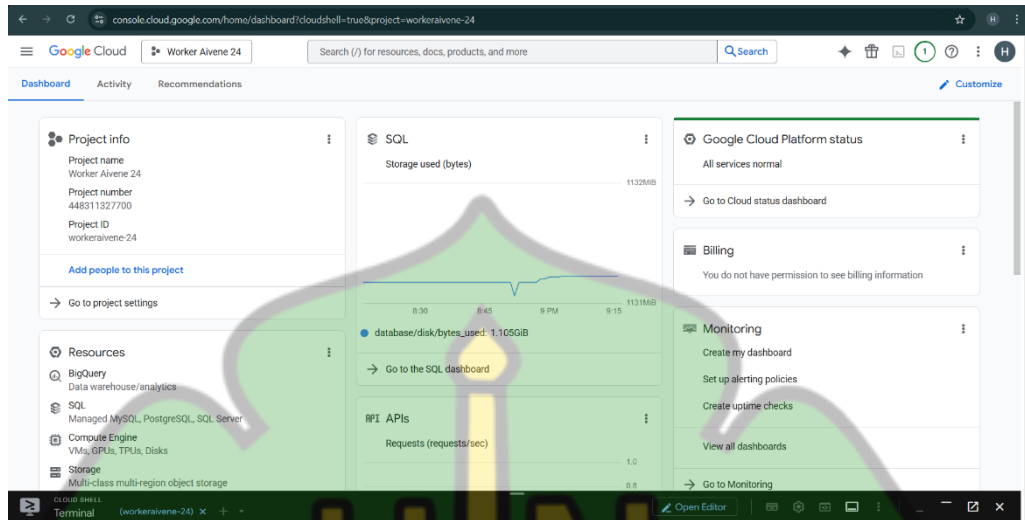 console.cloud.google.com/home/dashboard?cloudshell=true&project=workeraivene-24
H
Google Cloud
Worker Aivene 24
Search (/) for resources, docs, products, and more
Search
1
H
Dashboard
Activity
Recommendations
Customize
Project info
Project name
Worker Aivene 24
Project number
448311327700
Project ID
workeraivene-24
Add people to this project
Go to project settings
Resources
BigQuery
Data warehouse/analytics
SQL
Managed MySQL, PostgreSQL, SQL Server
Compute Engine
VMs, GPUs, TPUs, Disks
Storage
Multi-class multi-region object storage
SQL
Storage used (bytes)
1132MiB
1131MiB
8:30 8:45 9 PM 9:15
database/disk/bytes_used: 1.105GiB
Go to the SQL dashboard
API APIs
Requests (requests/sec)
1.0
0.8
Google Cloud Platform status
All services normal
Go to Cloud status dashboard
Billing
You do not have permission to see billing information
Monitoring
Create my dashboard
Set up alerting policies
Create uptime checks
View all dashboards
Go to Monitoring
CLOUD SHELL
Terminal
(workeraivene-24)
Open Editor